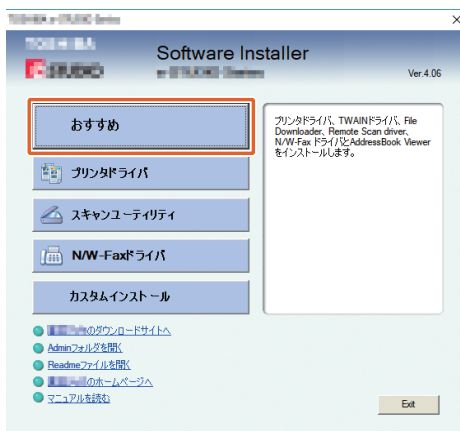 Software Installer
Ver.4.06
おすすめ
プリンタドライバ
スキャンユーティリティ
N/W-Faxドライバ
カスタムインストール
プリンタドライバ、TWAINドライバ、File
Downloader、Remote Scan driver、
N/W-Fax ドライバとAddressBook Viewer
をインストールします。
のダウンロードサイトへ
Adminフォルダを開く
Readmeファイルを開く
のホームページへ
マニュアルを読む
Exit